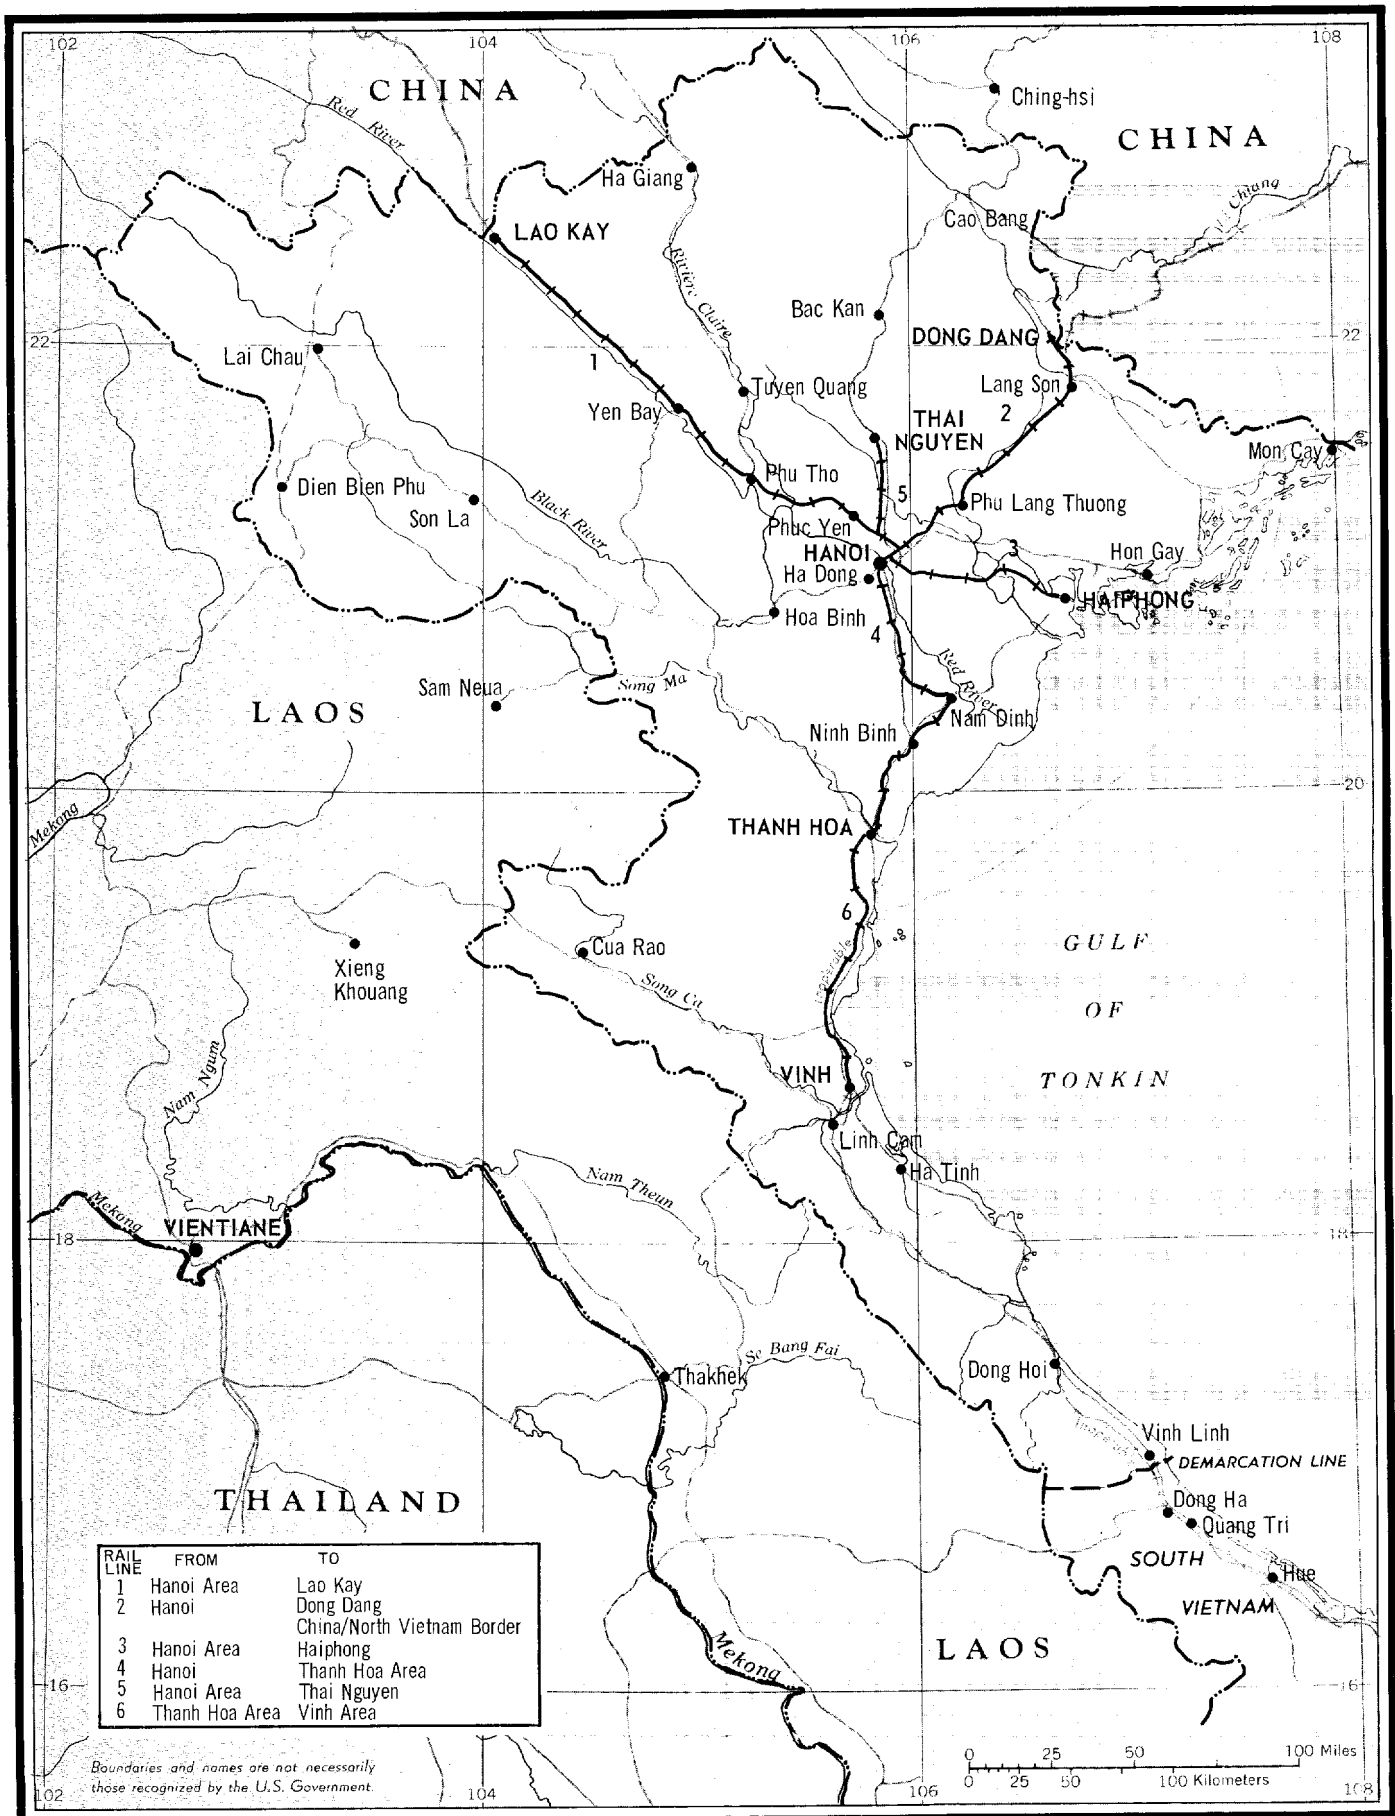 102
104
106
108
CHINA
Ching-hsi
CHINA
Red River
Ha Giang
Chiang
Cao Bang
LAO KAY
Rivière Claire
Bac Kan
DONG DANG
22
22
Lai Chau
1
Tuyen Quang
Lang Son
2
Yen Bay
THAI
NGUYEN
Mon Cay
Phu Tho
Dien Bien Phu
5
Son La
Black River
Phu Lang Thuong
Phuc Yen
3
HANOI
Hon Gay
Ha Dong
HAIPHONG
Hoa Binh
4
Red River
Sam Neua
Song Ma
LAOS
Nam Dinh
Ninh Binh
20
Mekong
THANH HOA
6
GULF
Cua Rao
Xieng
Khouang
Song Ca
OF
Nam Ngum
VINH
TONKIN
Linh Cam
Ha Tinh
Nam Theun
Mekong
VIENTIANE
18
18
Se Bang Fai
Dong Hoi
Thakhek
Vinh Linh
DEMARCATION LINE
THAILAND
Dong Ha
Quang Tri
SOUTH
Hue
VIETNAM
LAOS
Mekong
RAIL
LINE FROM TO
1 Hanoi Area Lao Kay
2 Hanoi Dong Dang
China/North Vietnam Border
3 Hanoi Area Haiphong
4 Hanoi Thanh Hoa Area
5 Hanoi Area Thai Nguyen
6 Thanh Hoa Area Vinh Area
16
16
0 25 50 100 Miles
0 25 50 100 Kilometers
Boundaries and names are not necessarily
those recognized by the U.S. Government.
102
104
106
108